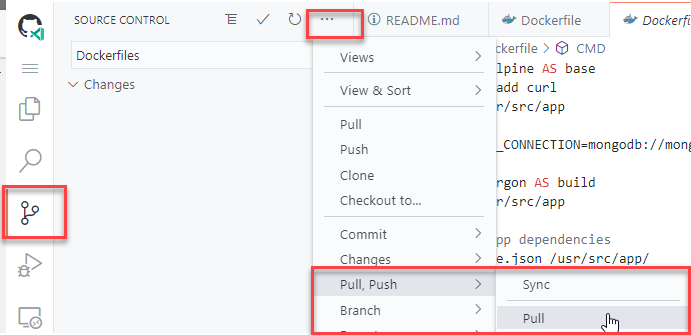 SOURCE CONTROL
README.md
Dockerfile
Dockerfile
Dockerfiles
Changes
Views
View & Sort
Pull
Push
Clone
Checkout to...
Commit
Changes
Pull, Push
Branch
Sync
Pull
ckerfile > CMD
lpine AS base
add curl
r/src/app
_CONNECTION=mongodb://mong
rgon AS build
r/src/app
pp dependencies
e.json /usr/src/app/